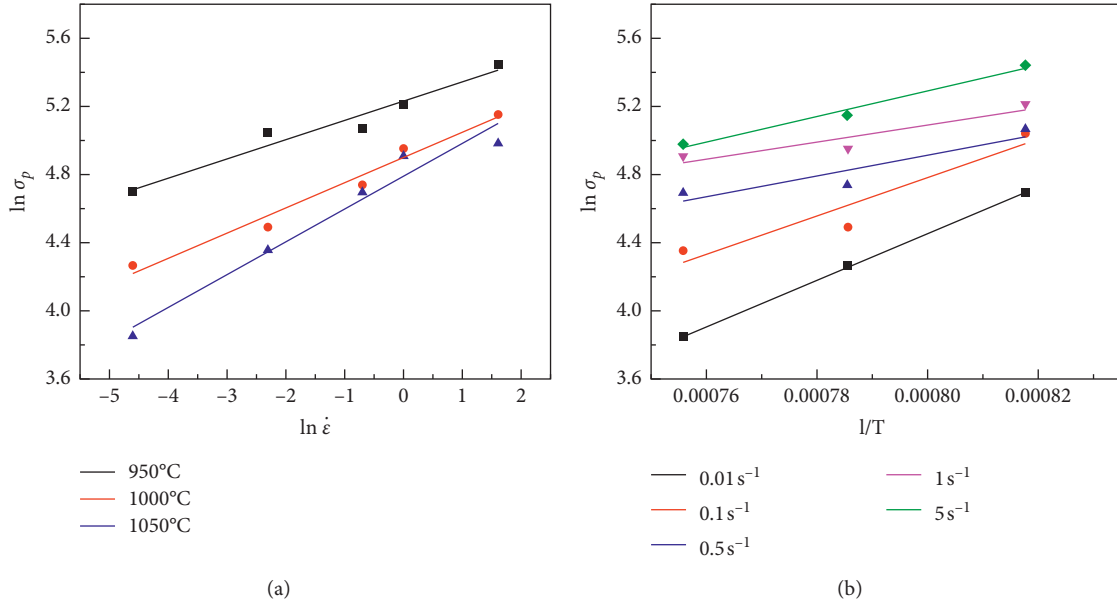 5.6
5.2
4.8
4.4
4.0
3.6
ln σp
–5 –4 –3 –2 –1 0 1 2
ln ε̇
950°C
1000°C
1050°C
(a)
5.6
5.2
4.8
4.4
4.0
3.6
ln σp
0.00076 0.00078 0.00080 0.00082
l/T
0.01 s⁻¹
0.1 s⁻¹
0.5 s⁻¹
1 s⁻¹
5 s⁻¹
(b)